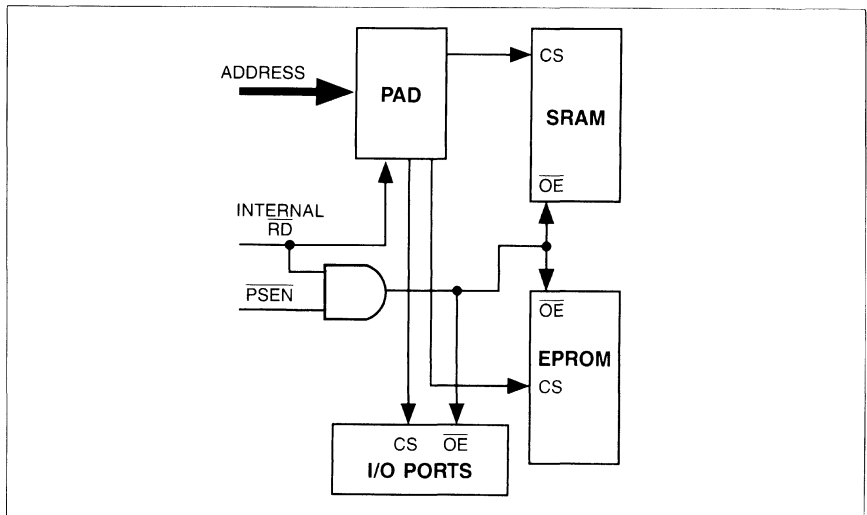 ADDRESS
PAD
CS
SRAM
OE
INTERNAL
RD
PSEN
OE
EPROM
CS
CS OE
I/O PORTS